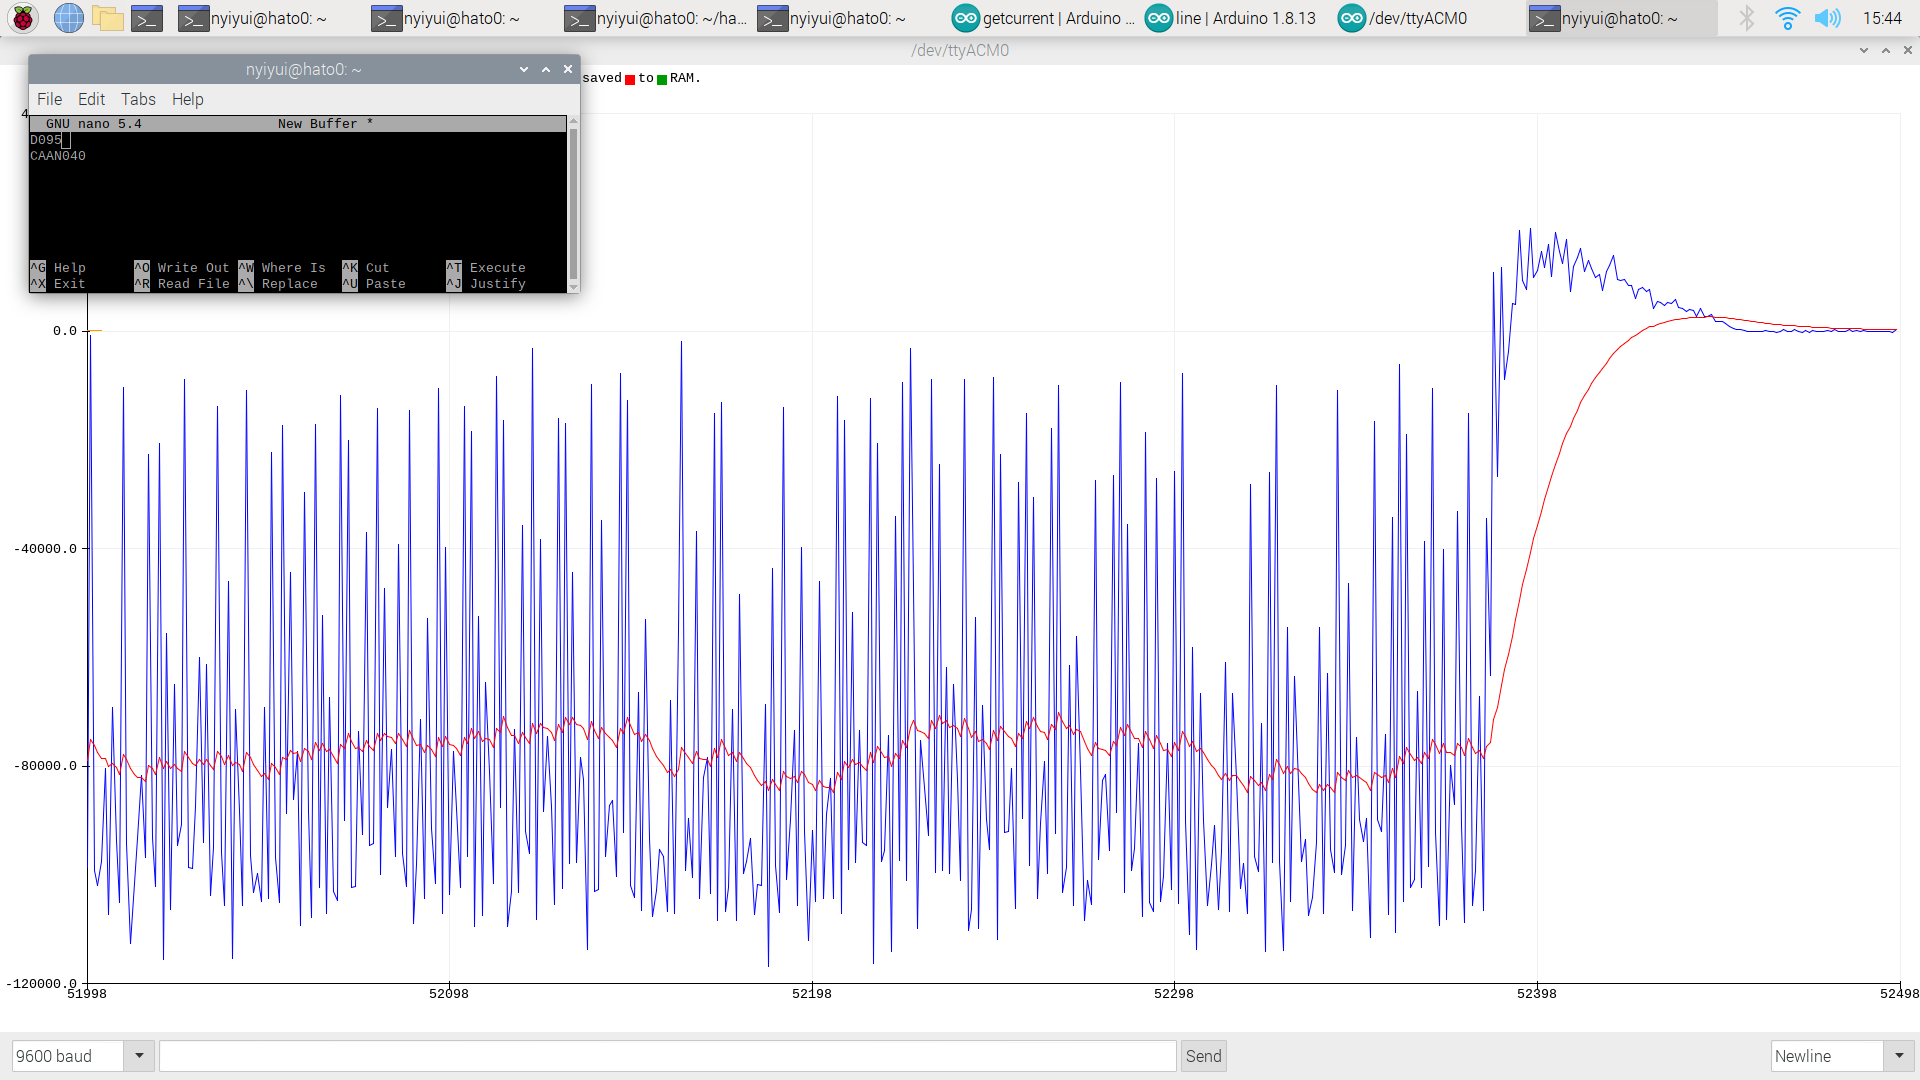 nyiyui@hato0: ~
nyiyui@hato0: ~
nyiyui@hato0: ~/ha...
nyiyui@hato0: ~
getcurrent | Arduino ...
line | Arduino 1.8.13
/dev/ttyACM0
nyiyui@hato0: ~
15:44
/dev/ttyACM0
nyiyui@hato0: ~
saved to RAM.
File Edit Tabs Help
GNU nano 5.4 New Buffer *
D095
CAAN040
^G Help ^O Write Out ^W Where Is ^K Cut ^T Execute
^X Exit ^R Read File ^\ Replace ^U Paste ^J Justify
4
0.0
-40000.0
-80000.0
-120000.0
51998 52098 52198 52298 52398 52498
9600 baud Send Newline